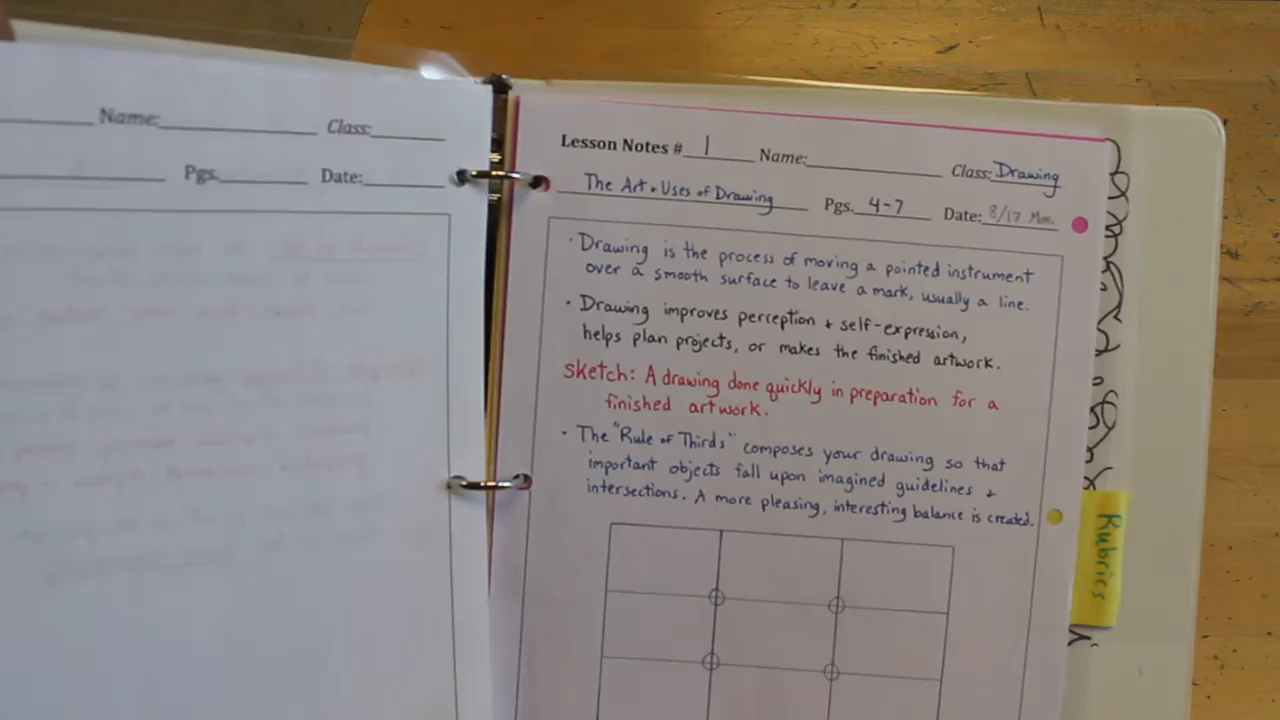 Name: Class:
Pgs. Date:
Lesson Notes # 1 Name: Class: Drawing
The Art + Uses of Drawing Pgs. 4-7 Date: 8/17 Mon.
· Drawing is the process of moving a pointed instrument
over a smooth surface to leave a mark, usually a line.
· Drawing improves perception + self-expression,
helps plan projects, or makes the finished artwork.
Sketch: A drawing done quickly in preparation for a
finished artwork.
· The "Rule of Thirds" composes your drawing so that
important objects fall upon imagined guidelines +
intersections. A more pleasing, interesting balance is created.
Rubrics